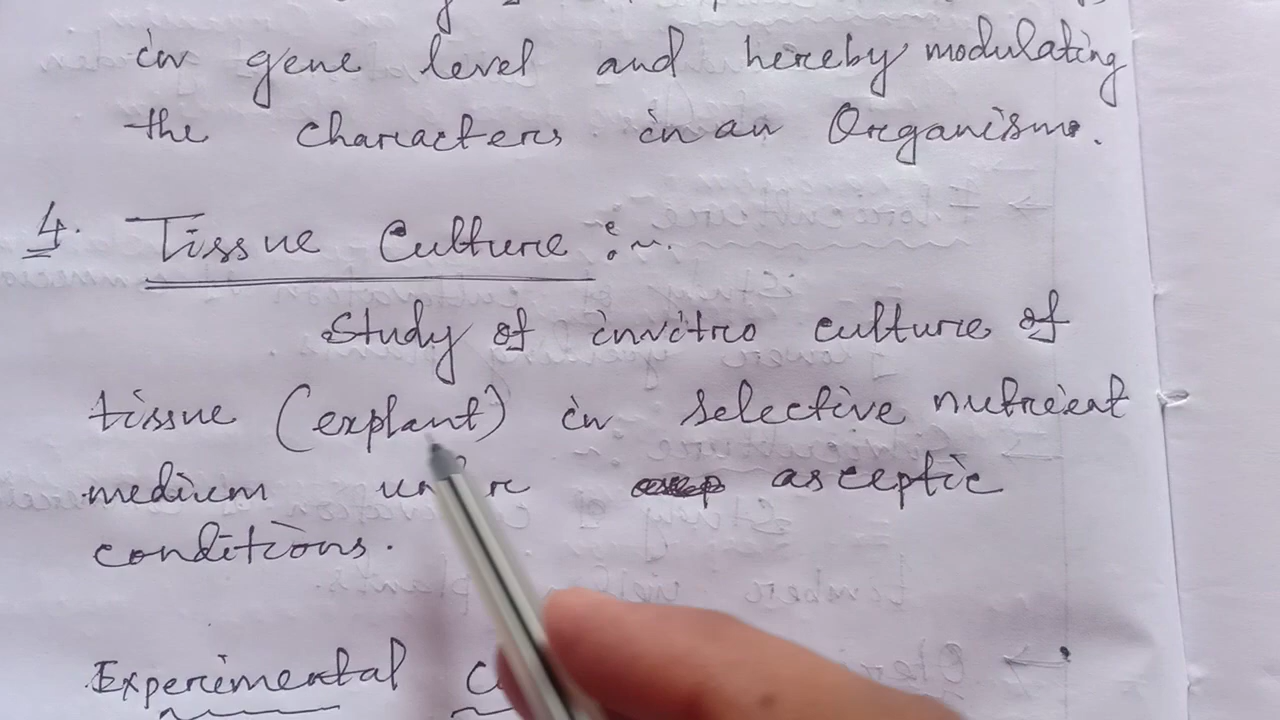 in gene level and hereby modulating
the characters in an Organism.
4. Tissue Culture :~.
Study of invitro culture of
tissue (explant) in selective nutrient
medium asceptic
conditions.
Experimental